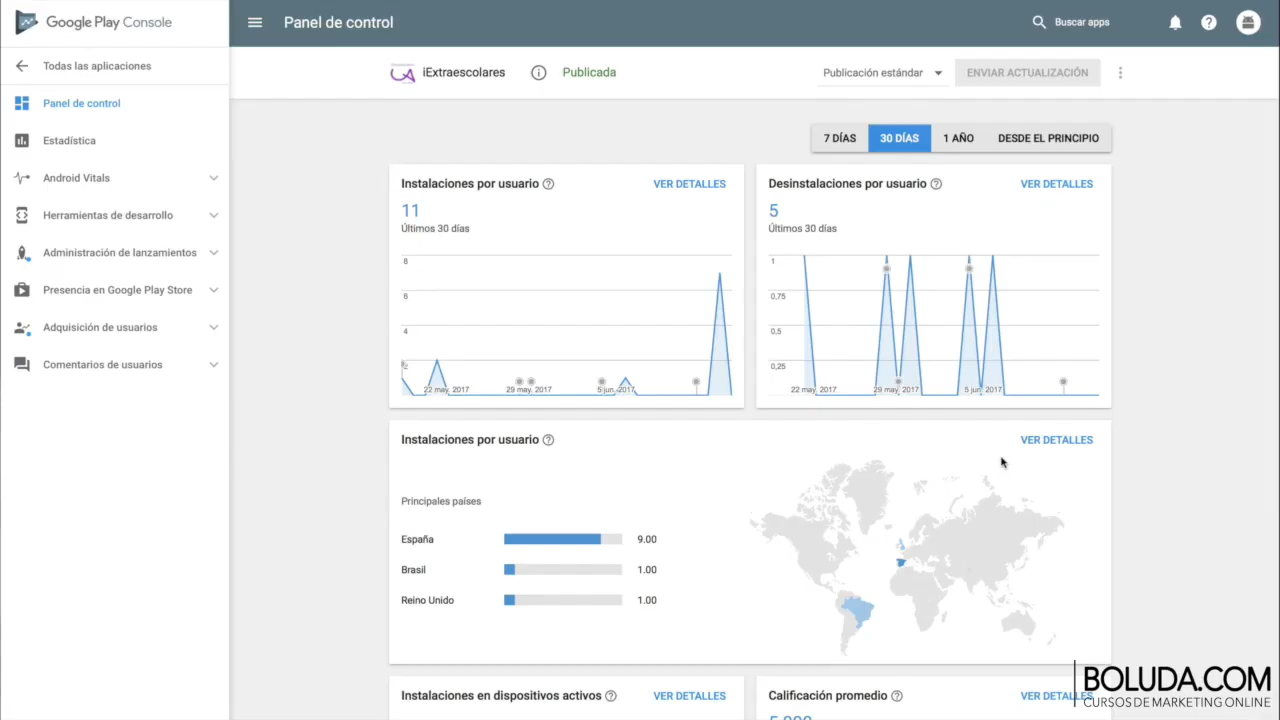 Google Play Console
Panel de control
Buscar apps
Todas las aplicaciones
Panel de control
Estadística
Android Vitals
Herramientas de desarrollo
Administración de lanzamientos
Presencia en Google Play Store
Adquisición de usuarios
Comentarios de usuarios
iExtraescolares
Publicada
Publicación estándar
ENVIAR ACTUALIZACIÓN
7 DÍAS
30 DÍAS
1 AÑO
DESDE EL PRINCIPIO
Instalaciones por usuario
VER DETALLES
11
Últimos 30 días
8
6
4
2
22 may. 2017
29 may. 2017
5 jun. 2017
Desinstalaciones por usuario
VER DETALLES
5
Últimos 30 días
1
0,75
0,5
0,25
22 may. 2017
29 may. 2017
5 jun. 2017
Instalaciones por usuario
VER DETALLES
Principales países
España 9.00
Brasil 1.00
Reino Unido 1.00
Instalaciones en dispositivos activos
VER DETALLES
Calificación promedio
VER DETALLES
5,000
BOLUDA.COM
CURSOS DE MARKETING ONLINE